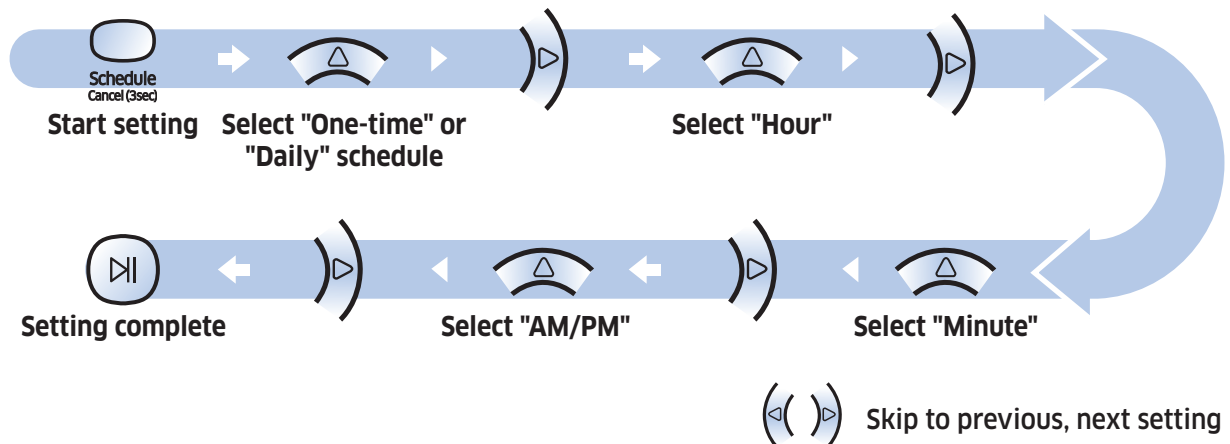 Schedule
Cancel (3sec)
Start setting
Select "One-time" or
"Daily" schedule
Select "Hour"
Setting complete
Select "AM/PM"
Select "Minute"
Skip to previous, next setting